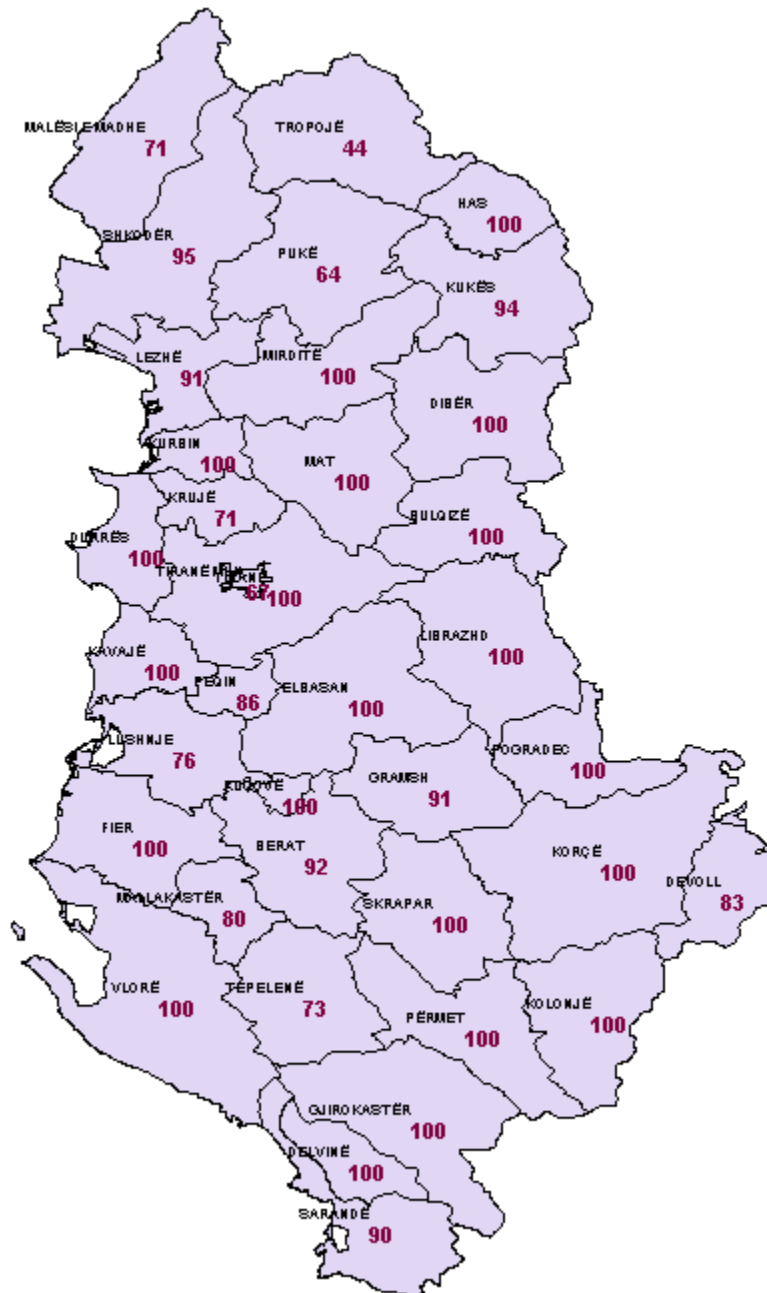 MALËSI E MADHE
71
TROPOJË
44
HAS
100
SHKODËR
95
PUKË
64
KUKËS
94
LEZHË
91
MIRDITË
100
DIBËR
100
KURBIN
100
MAT
100
KRUJË
71
BULQIZË
100
DURRËS
100
67
100
LIBRAZHD
100
KAVAJË
100
PEQIN
86
ELBASAN
100
LUSHNJE
76
POGRADEC
100
KUÇOVË
100
GRAMSH
91
FIER
100
BERAT
92
KORÇË
100
DEVOLL
83
MALLAKASTËR
80
SKRAPAR
100
VLORË
100
TEPELENË
73
PËRMET
100
KOLONJË
100
GJIROKASTËR
100
DELVINË
100
SARANDË
90